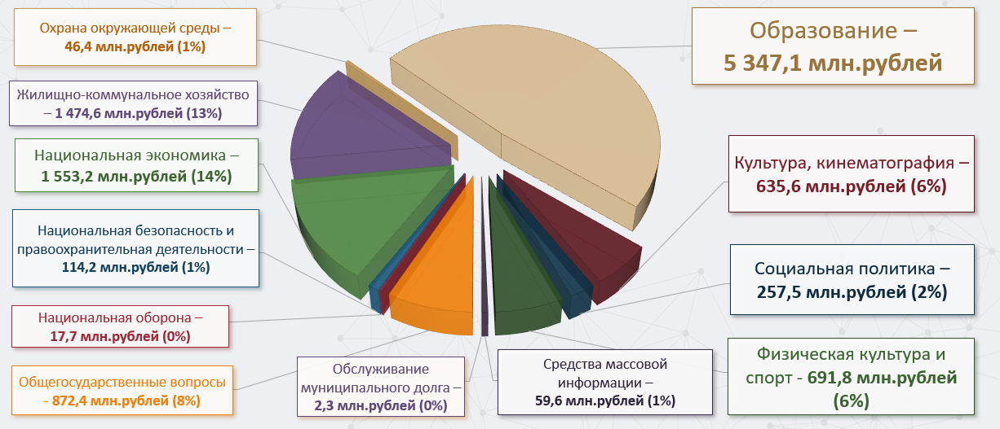 Охрана окружающей среды –
46,4 млн.рублей (1%)
Жилищно-коммунальное хозяйство
– 1 474,6 млн.рублей (13%)
Национальная экономика –
1 553,2 млн.рублей (14%)
Национальная безопасность и
правоохранительная деятельности –
114,2 млн.рублей (1%)
Национальная оборона –
17,7 млн.рублей (0%)
Общегосударственные вопросы
- 872,4 млн.рублей (8%)
Обслуживание
муниципального долга –
2,3 млн.рублей (0%)
Средства массовой
информации –
59,6 млн.рублей (1%)
Образование –
5 347,1 млн.рублей
Культура, кинематография –
635,6 млн.рублей (6%)
Социальная политика –
257,5 млн.рублей (2%)
Физическая культура и
спорт - 691,8 млн.рублей
(6%)